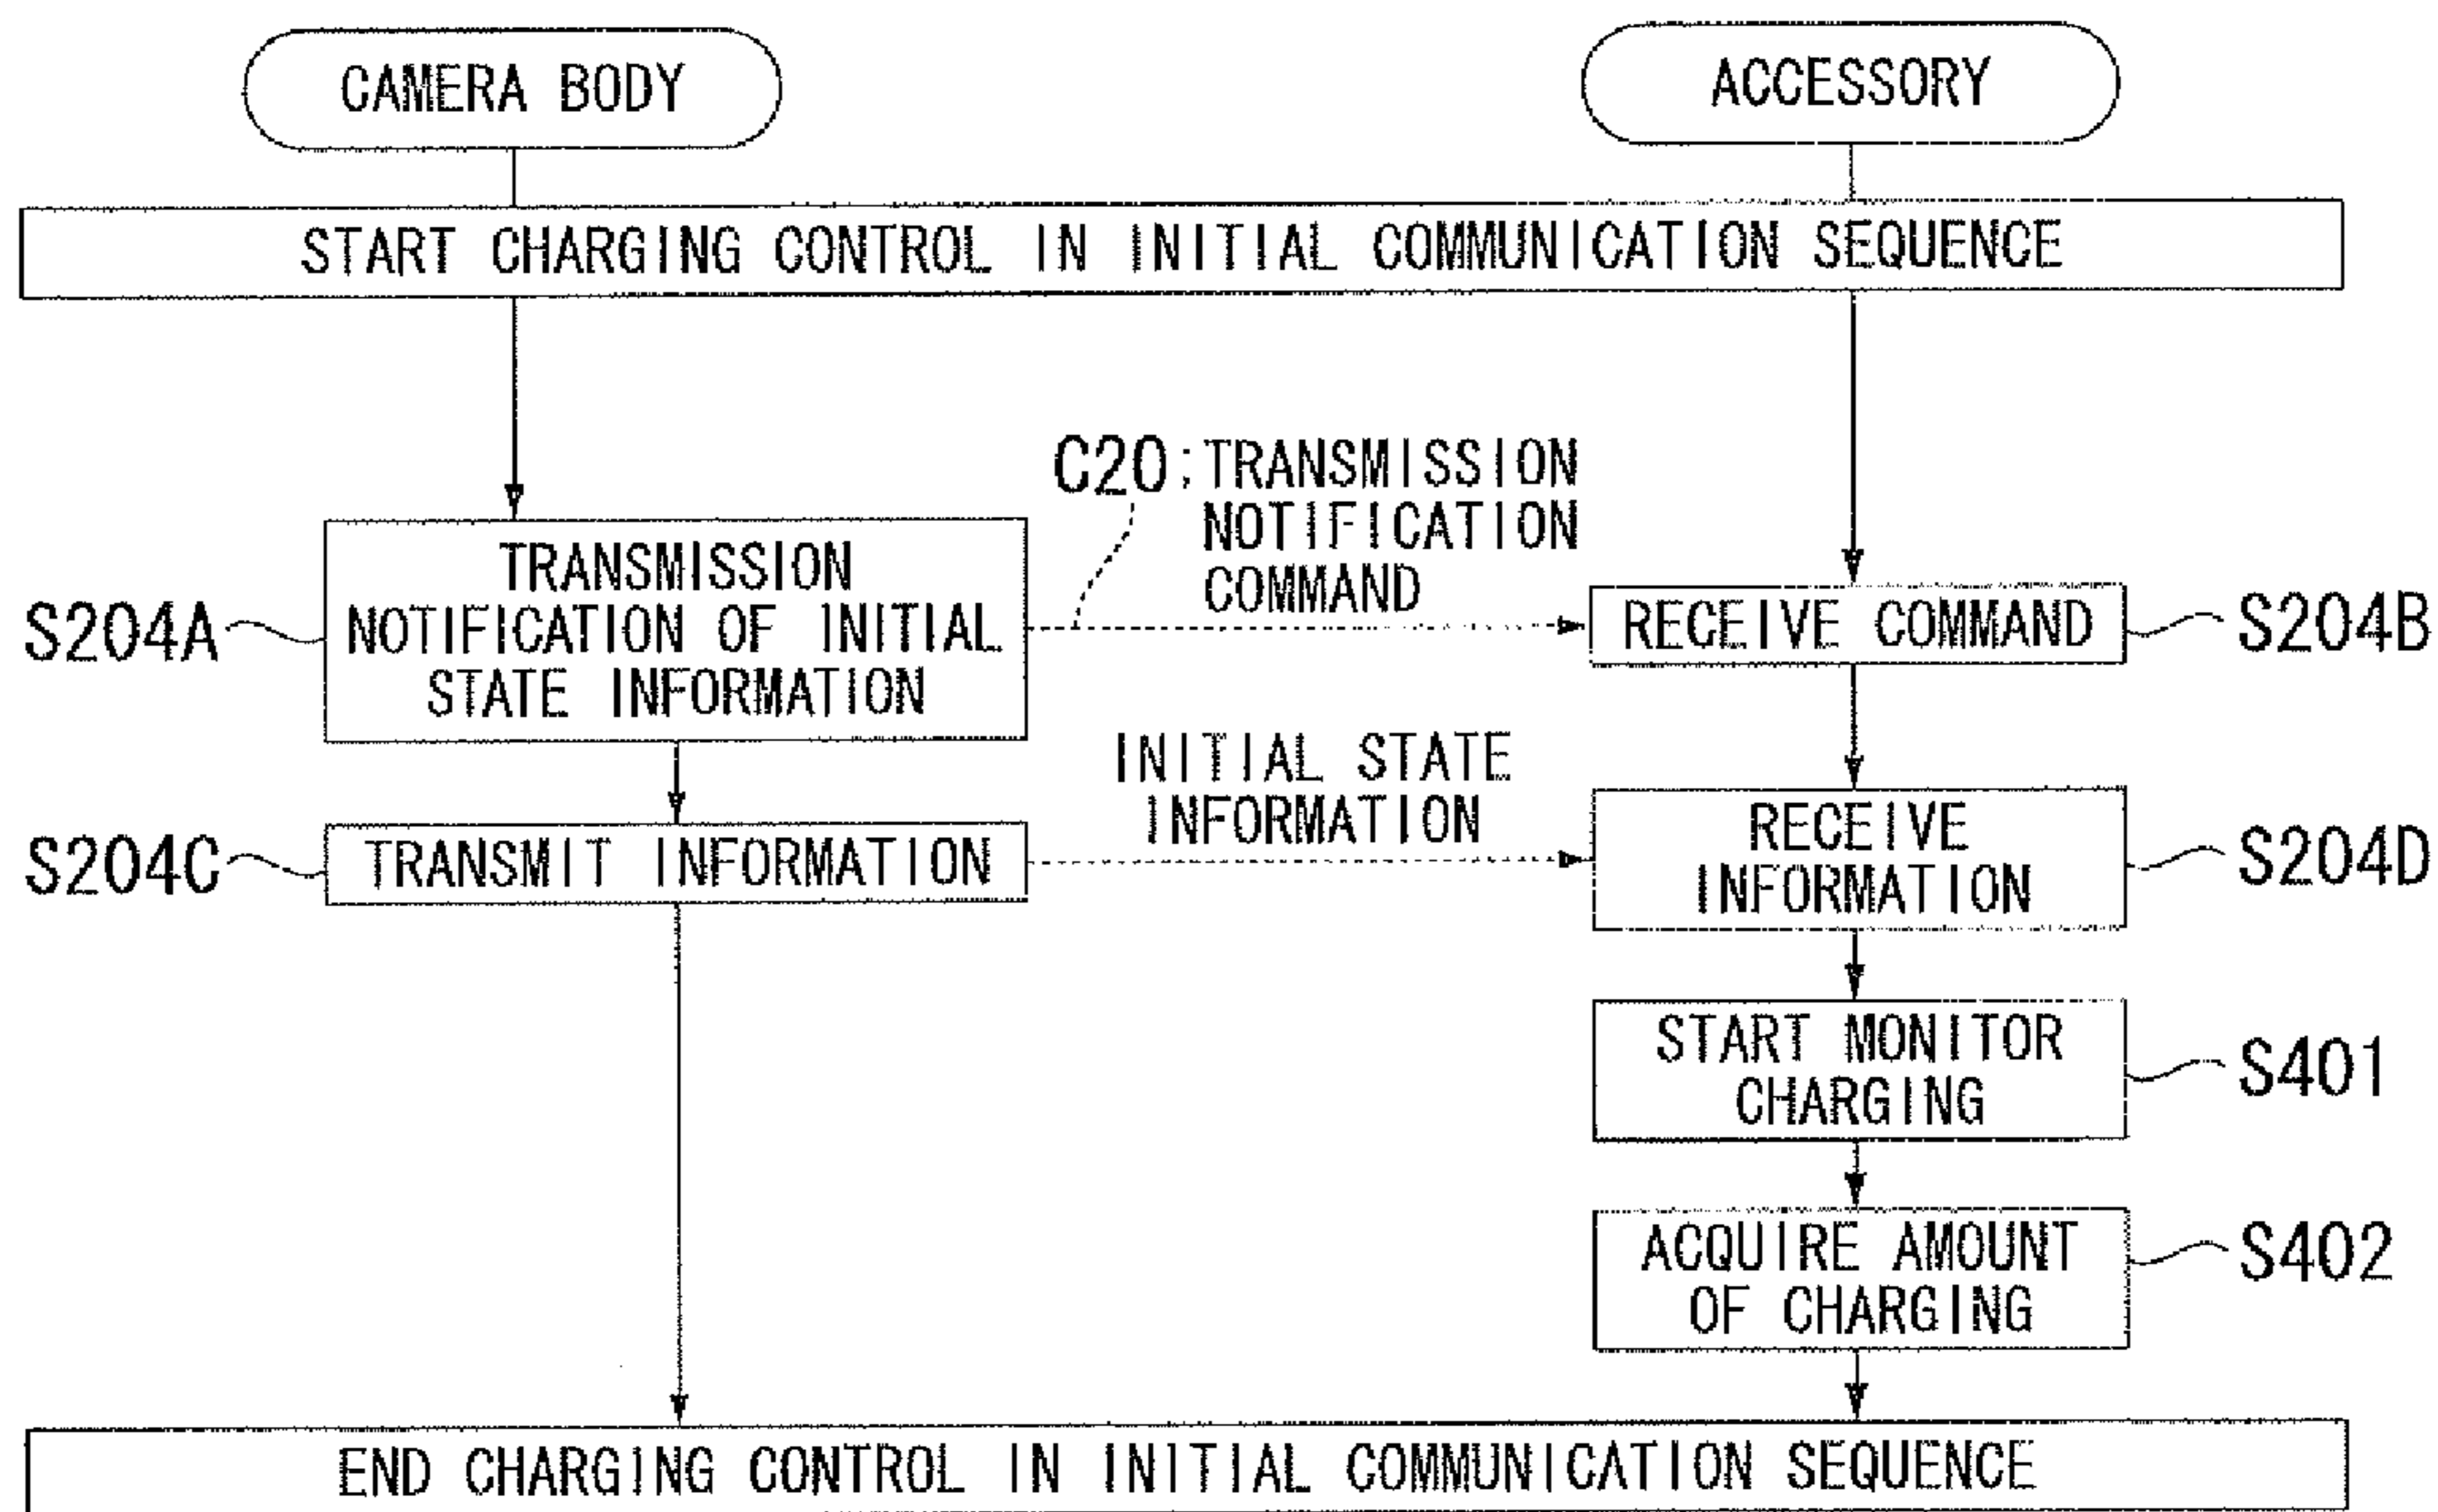 CAMERA BODY
ACCESSORY
START CHARGING CONTROL IN INITIAL COMMUNICATION SEQUENCE
C20;TRANSMISSION
NOTIFICATION
COMMAND
S204A
TRANSMISSION
NOTIFICATION OF INITIAL
STATE INFORMATION
RECEIVE COMMAND
S204B
INITIAL STATE
INFORMATION
S204C
TRANSMIT INFORMATION
RECEIVE
INFORMATION
S204D
START MONITOR
CHARGING
S401
ACQUIRE AMOUNT
OF CHARGING
S402
END CHARGING CONTROL IN INITIAL COMMUNICATION SEQUENCE